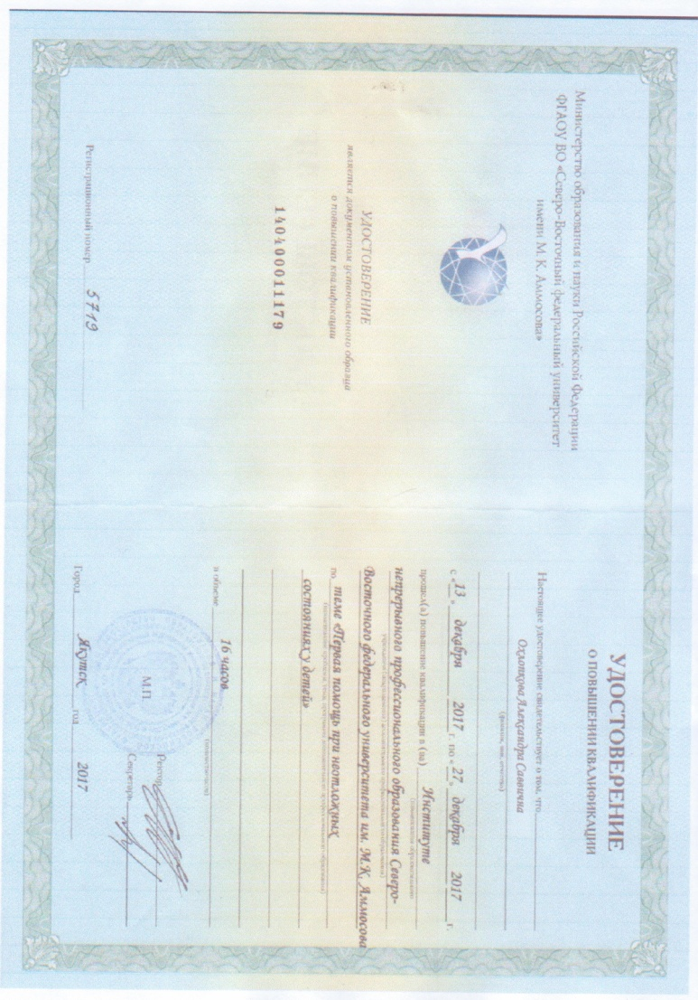 Министерство образования и науки Российской Федерации
ФГАОУ ВО «Северо-Восточный федеральный университет
имени М.К. Аммосова»
УДОСТОВЕРЕНИЕ
является документом установленного образца
о повышении квалификации
140400011179
Регистрационный номер 5719
УДОСТОВЕРЕНИЕ
О ПОВЫШЕНИИ КВАЛИФИКАЦИИ
Настоящее удостоверение свидетельствует о том, что
Охлопкова Александра Саввична
(фамилия, имя, отчество)
с «13» декабря 2017 г. по «27» декабря 2017 г.
прошел(а) повышение квалификации в (на) Институте
непрерывного профессионального образования Северо-
Восточного федерального университета им. М.К. Аммосова
по теме «Первая помощь при неотложных
состояниях у детей»
в объеме 16 часов
М.П.
Ректор
Секретарь
Город Якутск год 2017